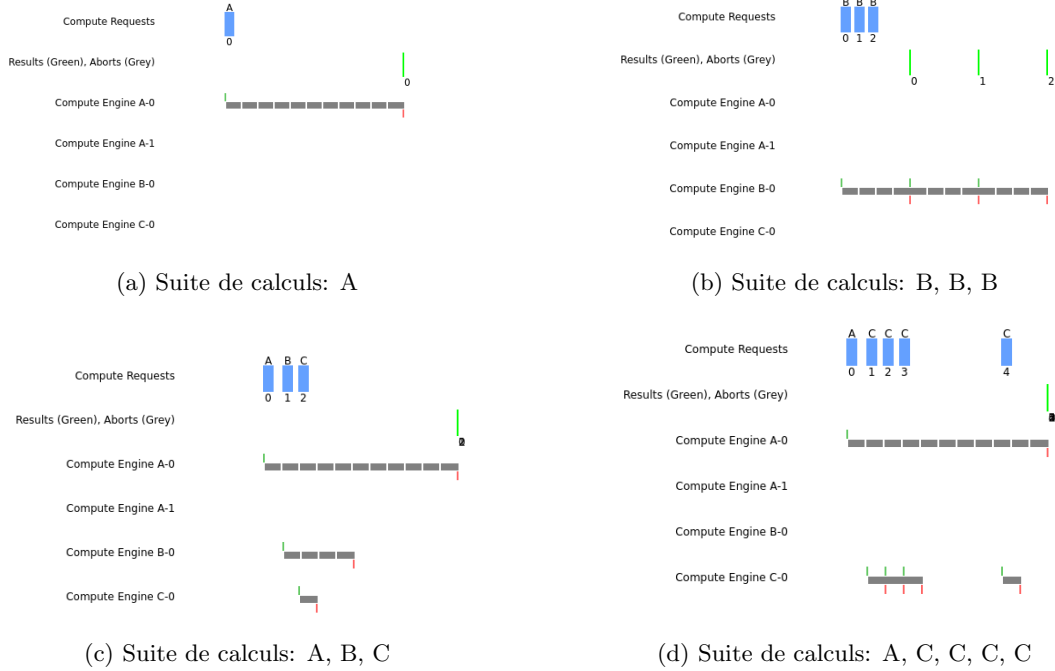 A
Compute Requests
0
Results (Green), Aborts (Grey)
0
Compute Engine A-0
Compute Engine A-1
Compute Engine B-0
Compute Engine C-0
(a) Suite de calculs: A
B B B
Compute Requests
0 1 2
Results (Green), Aborts (Grey)
0 1 2
Compute Engine A-0
Compute Engine A-1
Compute Engine B-0
Compute Engine C-0
(b) Suite de calculs: B, B, B
A B C
Compute Requests
0 1 2
Results (Green), Aborts (Grey)
Compute Engine A-0
Compute Engine A-1
Compute Engine B-0
Compute Engine C-0
(c) Suite de calculs: A, B, C
A C C C C
Compute Requests
0 1 2 3 4
Results (Green), Aborts (Grey)
Compute Engine A-0
Compute Engine A-1
Compute Engine B-0
Compute Engine C-0
(d) Suite de calculs: A, C, C, C, C